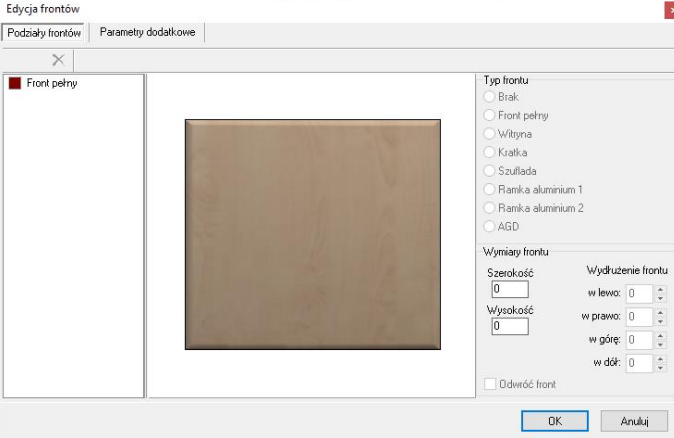 Edycja frontów
Podziały frontów
Parametry dodatkowe
Front pełny
Typ frontu
Brak
Front pełny
Witryna
Kratka
Szuflada
Ramka aluminium 1
Ramka aluminium 2
AGD
Wymiary frontu
Szerokość
0
Wysokość
0
Wydłużenie frontu
w lewo: 0
w prawo: 0
w górę: 0
w dół: 0
Odwróć front
OK
Anuluj